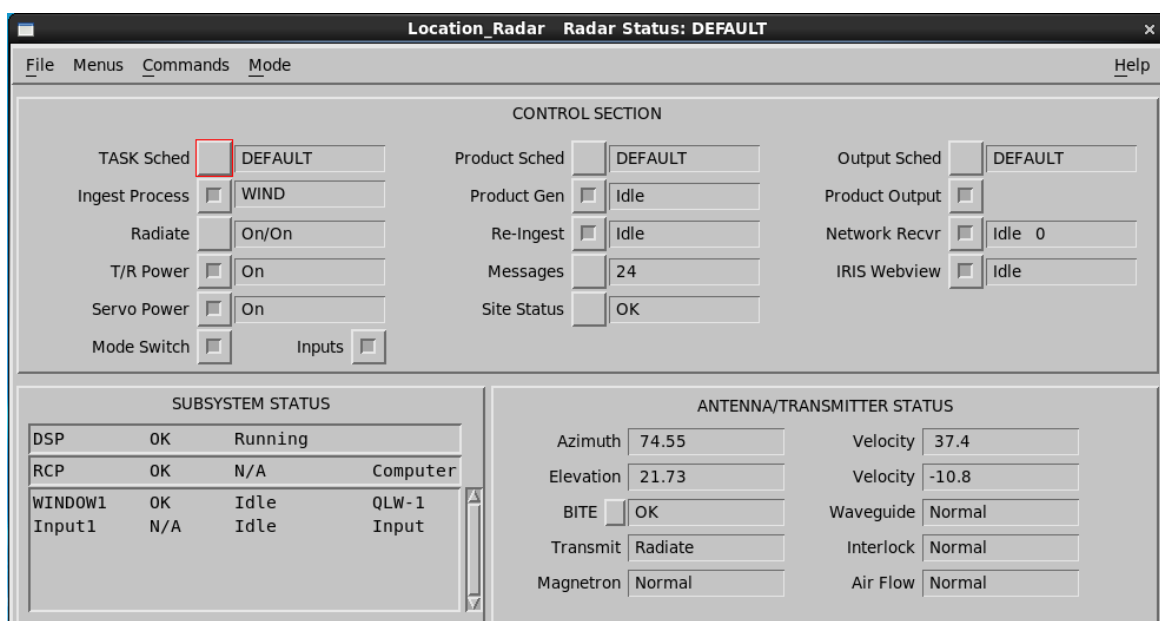 Location_Radar Radar Status: DEFAULT
File Menus Commands Mode Help
CONTROL SECTION
TASK Sched DEFAULT Product Sched DEFAULT Output Sched DEFAULT
Ingest Process WIND Product Gen Idle Product Output
Radiate On/On Re-Ingest Idle Network Recvr Idle 0
T/R Power On Messages 24 IRIS Webview Idle
Servo Power On Site Status OK
Mode Switch Inputs
SUBSYSTEM STATUS
DSP OK Running
RCP OK N/A Computer
WINDOW1 OK Idle QLW-1
Input1 N/A Idle Input
ANTENNA/TRANSMITTER STATUS
Azimuth 74.55 Velocity 37.4
Elevation 21.73 Velocity -10.8
BITE OK Waveguide Normal
Transmit Radiate Interlock Normal
Magnetron Normal Air Flow Normal